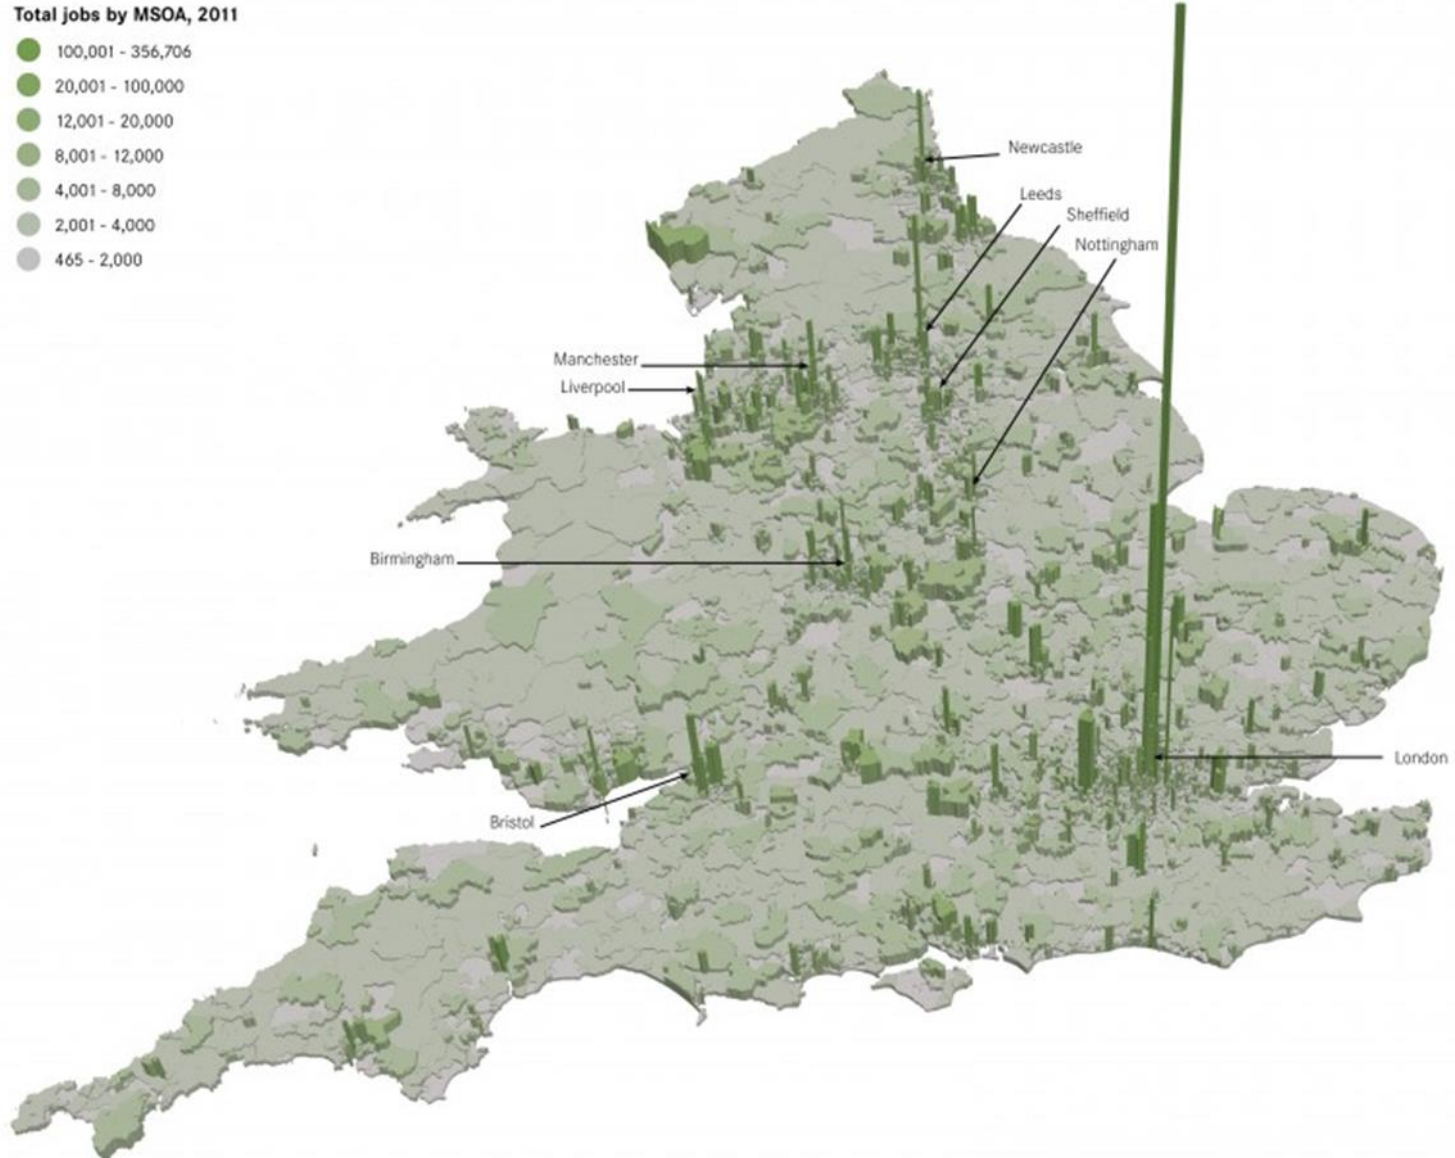 Total jobs by MSOA, 2011
100,001 - 356,706
20,001 - 100,000
12,001 - 20,000
8,001 - 12,000
4,001 - 8,000
2,001 - 4,000
465 - 2,000
Newcastle
Leeds
Sheffield
Nottingham
Manchester
Liverpool
Birmingham
London
Bristol